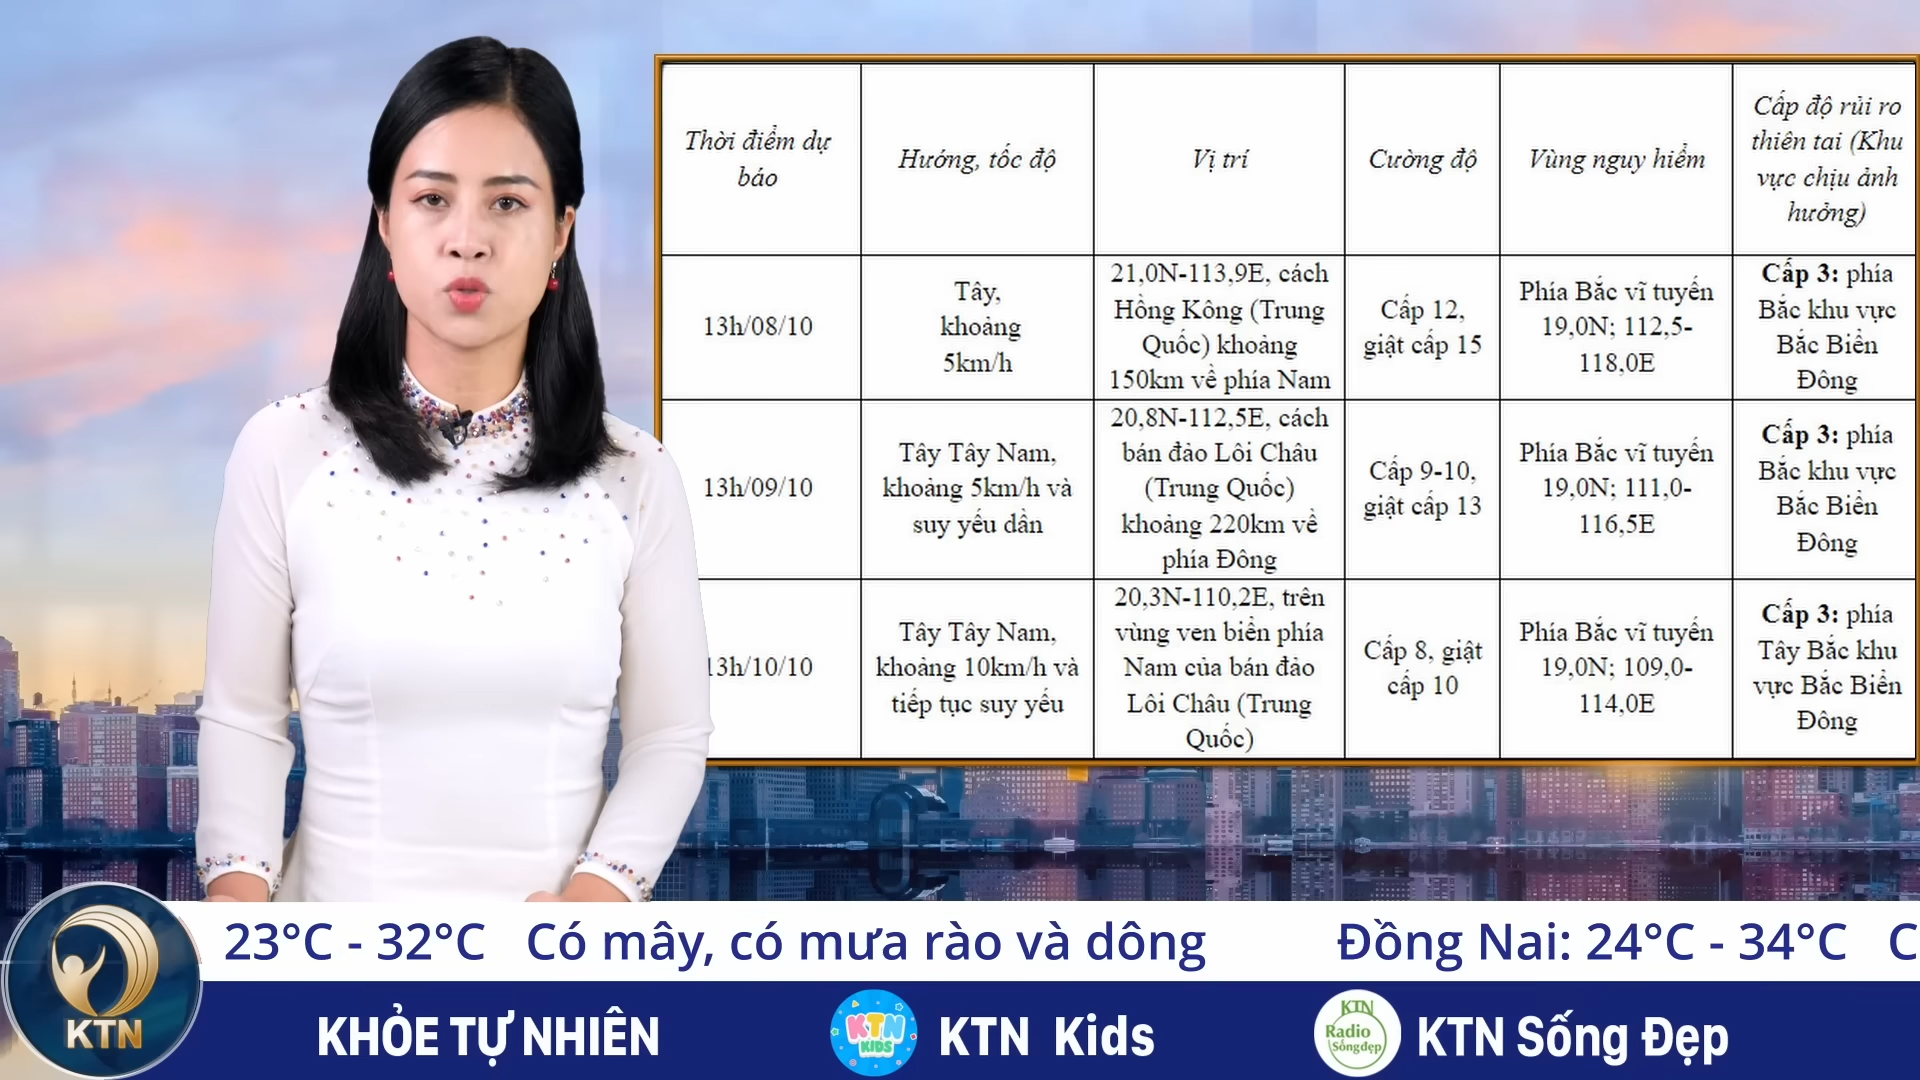 Thời điểm dự
báo
Hướng, tốc độ
Vị trí
Cường độ
Vùng nguy hiểm
Cấp độ rủi ro
thiên tai (Khu
vực chịu ảnh
hưởng)
13h/08/10
Tây,
khoảng
5km/h
21,0N-113,9E, cách
Hồng Kông (Trung
Quốc) khoảng
150km về phía Nam
Cấp 12,
giật cấp 15
Phía Bắc vĩ tuyến
19,0N; 112,5-
118,0E
Cấp 3: phía
Bắc khu vực
Bắc Biển
Đông
13h/09/10
Tây Tây Nam,
khoảng 5km/h và
suy yếu dần
20,8N-112,5E, cách
bán đảo Lôi Châu
(Trung Quốc)
khoảng 220km về
phía Đông
Cấp 9-10,
giật cấp 13
Phía Bắc vĩ tuyến
19,0N; 111,0-
116,5E
Cấp 3: phía
Bắc khu vực
Bắc Biển
Đông
13h/10/10
Tây Tây Nam,
khoảng 10km/h và
tiếp tục suy yếu
20,3N-110,2E, trên
vùng ven biển phía
Nam của bán đảo
Lôi Châu (Trung
Quốc)
Cấp 8, giật
cấp 10
Phía Bắc vĩ tuyến
19,0N; 109,0-
114,0E
Cấp 3: phía
Tây Bắc khu
vực Bắc Biển
Đông
23°C - 32°C Có mây, có mưa rào và dông Đồng Nai: 24°C - 34°C C
KTN
KHỎE TỰ NHIÊN
KTN
KIDS
KTN Kids
KTN
Radio
Sống đẹp
KTN Sống Đẹp